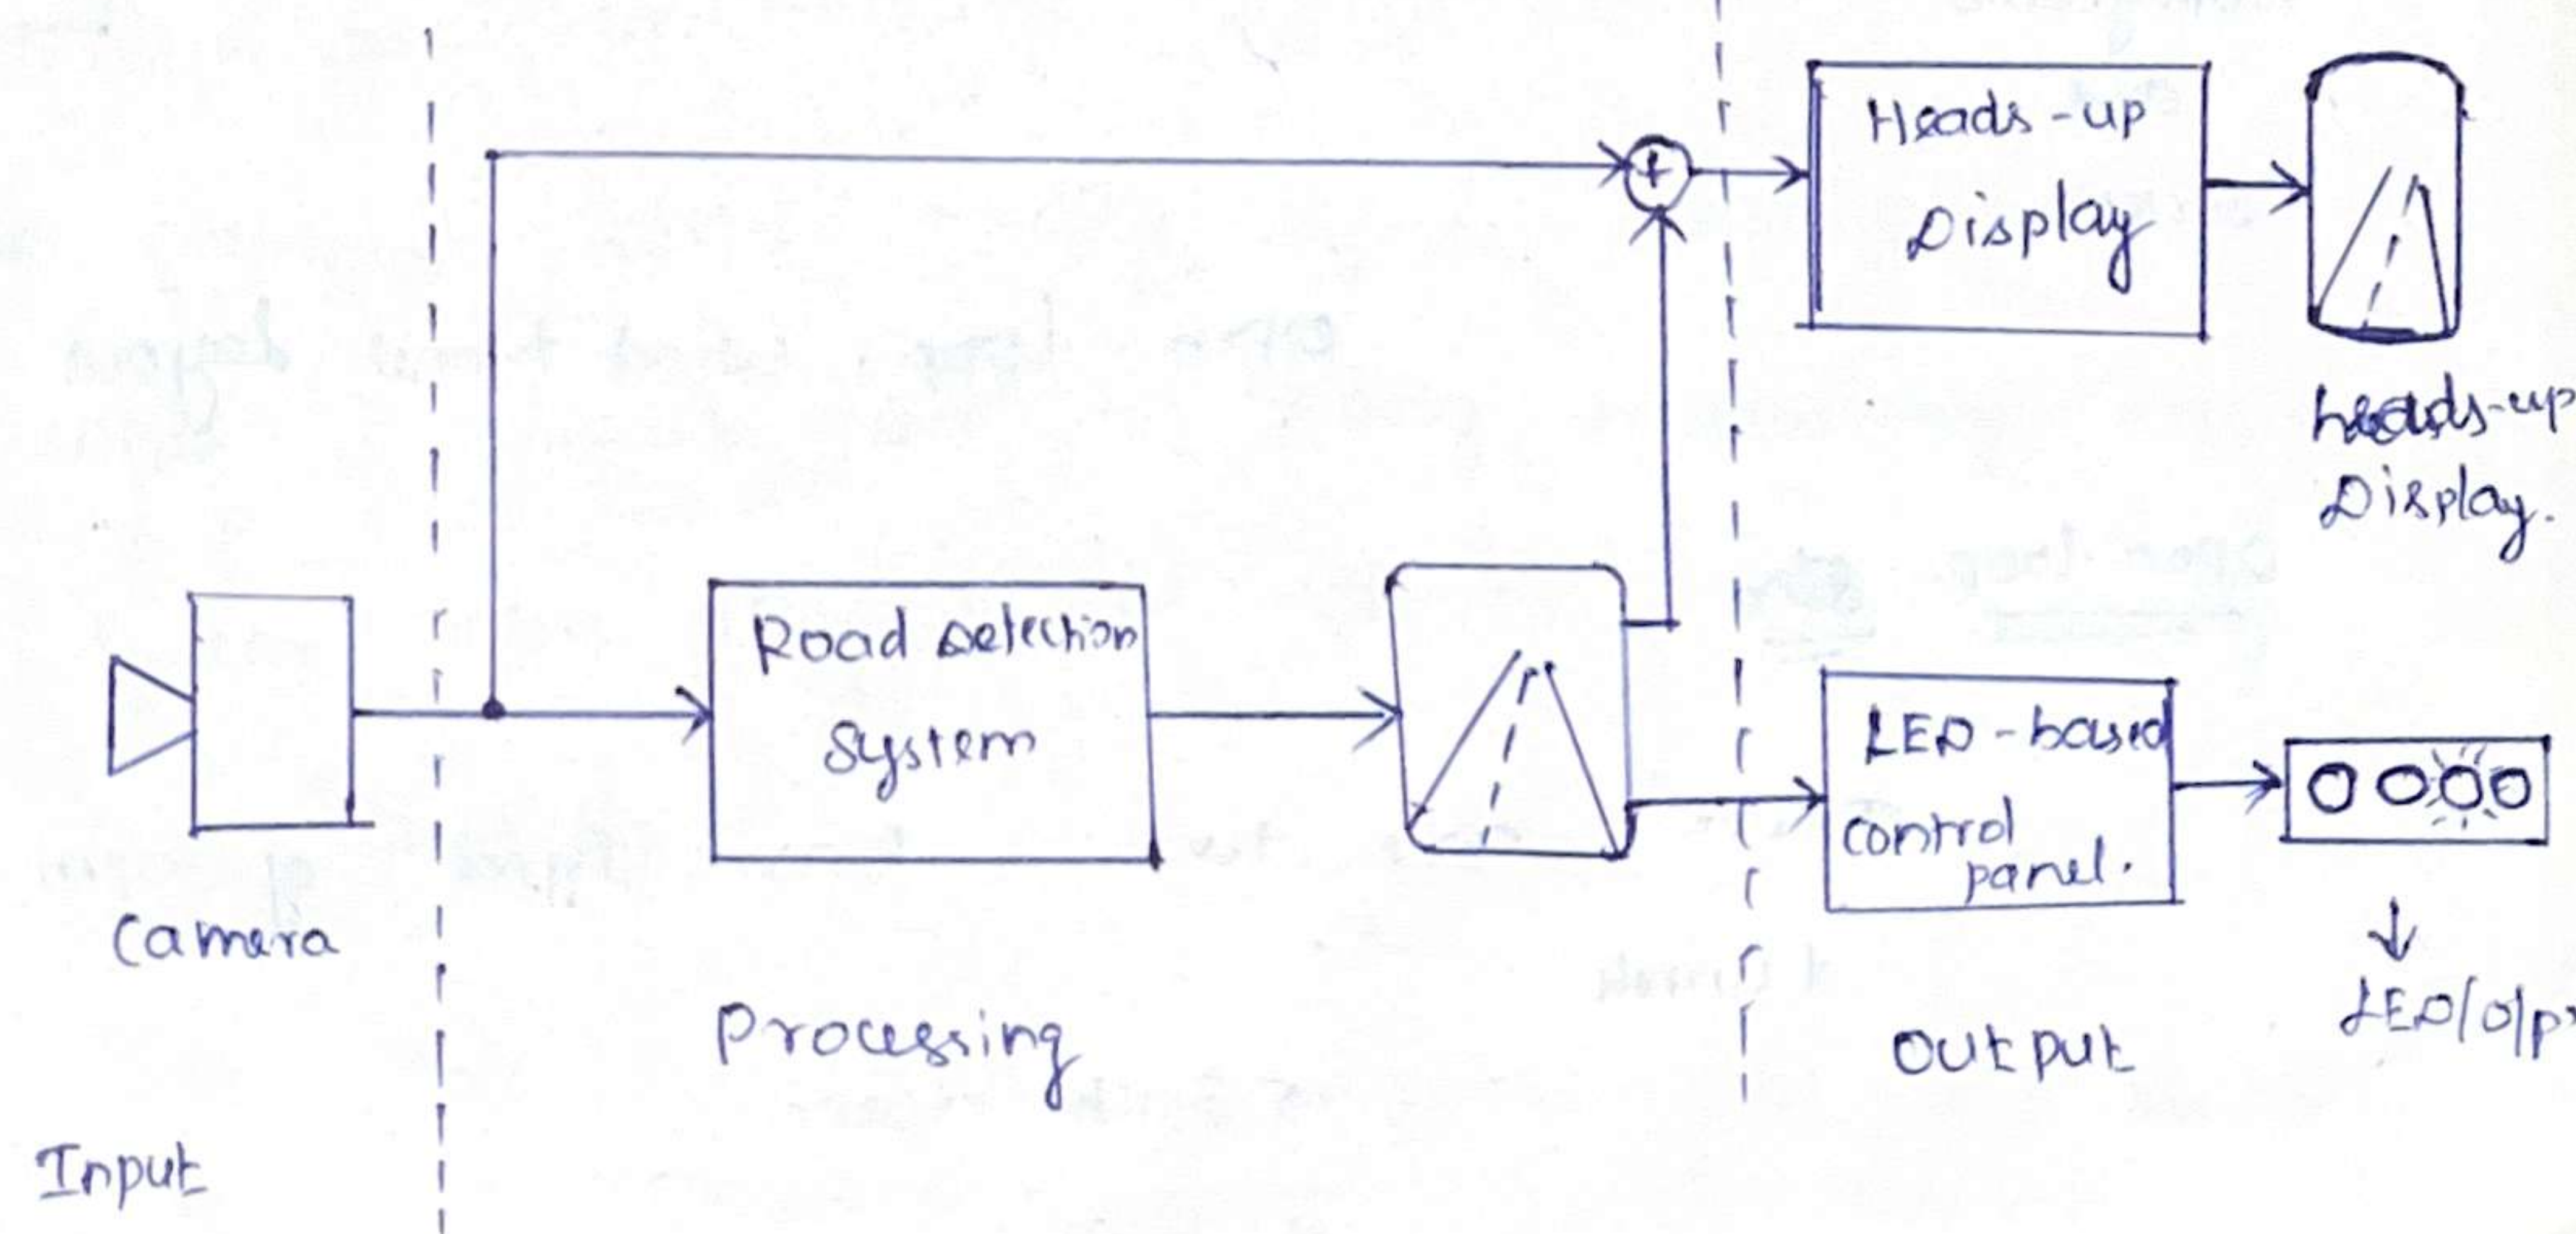 Heads-up
Display
+
heads-up
Display.
Road detection
System
LED-based
control
panel.
LED/O/p
Camera
Processing
Output
Input